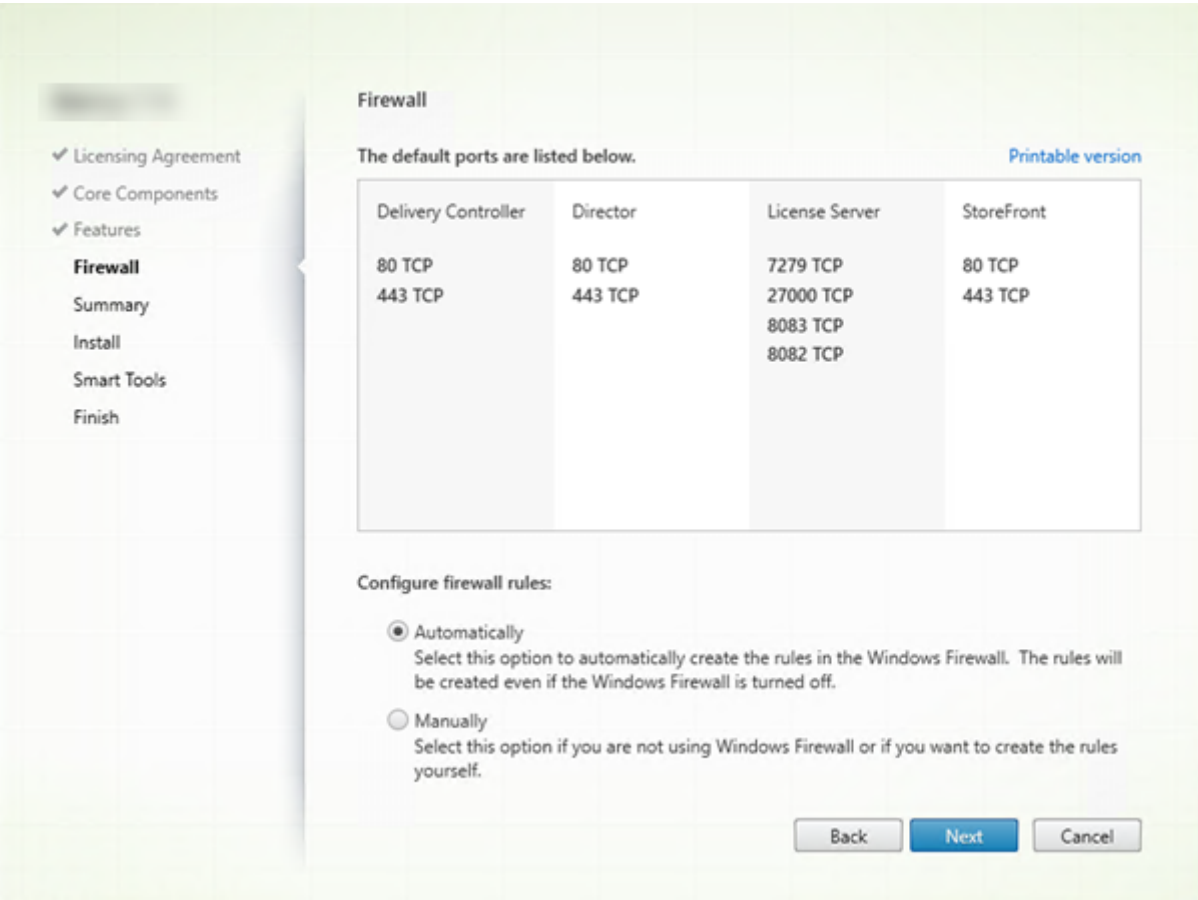 Licensing Agreement
Core Components
Features
Firewall
Summary
Install
Smart Tools
Finish
Firewall
The default ports are listed below.
Printable version
Delivery Controller
80 TCP
443 TCP
Director
80 TCP
443 TCP
License Server
7279 TCP
27000 TCP
8083 TCP
8082 TCP
StoreFront
80 TCP
443 TCP
Configure firewall rules:
Automatically
Select this option to automatically create the rules in the Windows Firewall. The rules will
be created even if the Windows Firewall is turned off.
Manually
Select this option if you are not using Windows Firewall or if you want to create the rules
yourself.
Back
Next
Cancel